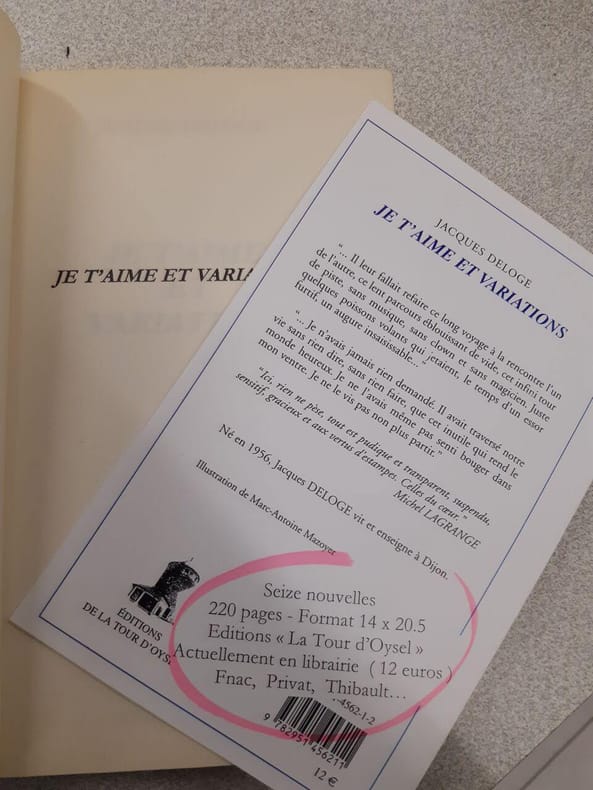 JE T'AIME ET VARIA
JACQUES DELOGE
JE T'AIME ET VARIATIONS
"... Il leur fallait refaire ce long voyage à la rencontre l'un
de l'autre, ce lent parcours éblouissant de vide, cet infini tour
de piste, sans musique, sans clown et sans magicien. Juste
quelques poissons volants qui jetaient, le temps d'un essor
furtif, un augure insaisissable..."
"... Je n'avais jamais rien demandé. Il avait traversé notre
vie sans rien dire, sans rien faire, que cet inutile qui rend le
monde heureux. Je ne l'avais même pas senti bouger dans
mon ventre. Je ne le vis pas non plus partir."
"Ici, rien ne pèse, tout est pudique et transparent, suspendu,
sensitif, gracieux et aux vertus d'estampes. Celles du cœur."
Michel LAGRANGE
Né en 1956, Jacques DELOGE vit et enseigne à Dijon.
Illustration de Marc-Antoine Mazoyer
ÉDITIONS
DE LA TOUR D'OYS
Seize nouvelles
220 pages - Format 14 x 20.5
Editions « La Tour d'Oysel »
Actuellement en librairie ( 12 euros )
Fnac, Privat, Thibault...
-4562-1-2
9 782951 456211
12 €